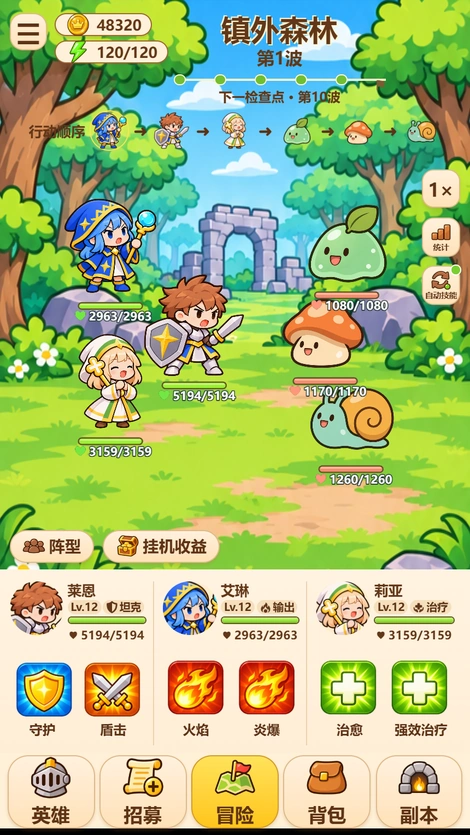 48320
120/120
镇外森林
第1波
下一检查点·第10波
行动顺序
1×
统计
自动技能
2963/2963
5194/5194
3159/3159
1080/1080
1170/1170
1260/1260
阵型
挂机收益
莱恩
Lv.12 坦克
5194/5194
艾琳
Lv.12 输出
2963/2963
莉亚
Lv.12 治疗
3159/3159
守护
盾击
火焰
炎爆
治愈
强效治疗
英雄
招募
冒险
背包
副本